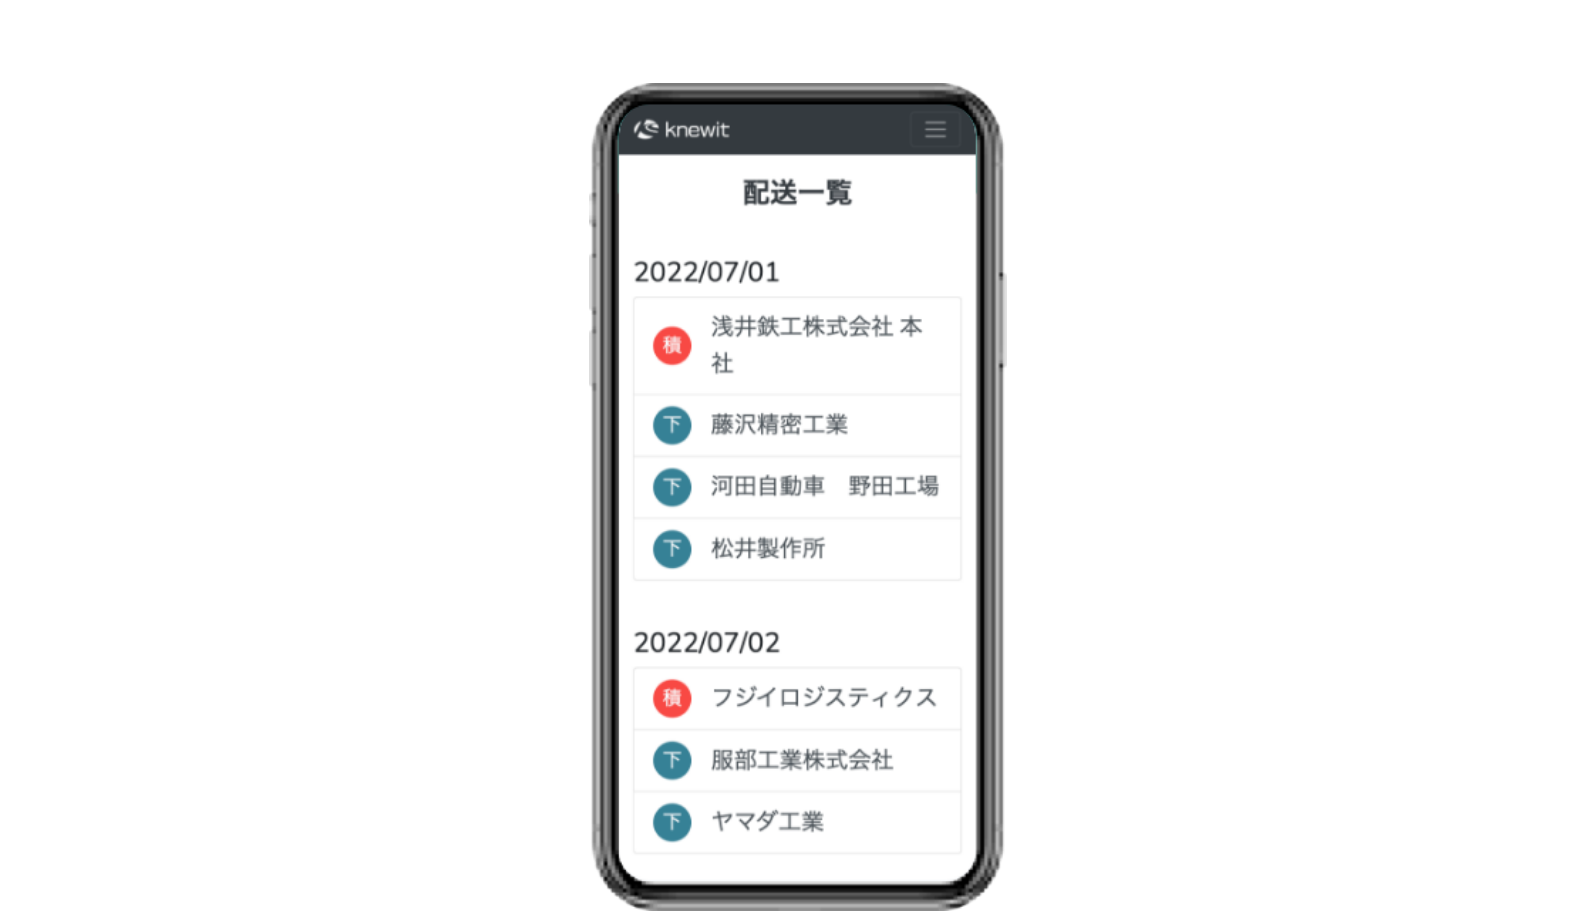 knewit
配送一覧
2022/07/01
積 浅井鉄工株式会社 本
社
下 藤沢精密工業
下 河田自動車　野田工場
下 松井製作所
2022/07/02
積 フジイロジスティクス
下 服部工業株式会社
下 ヤマダ工業